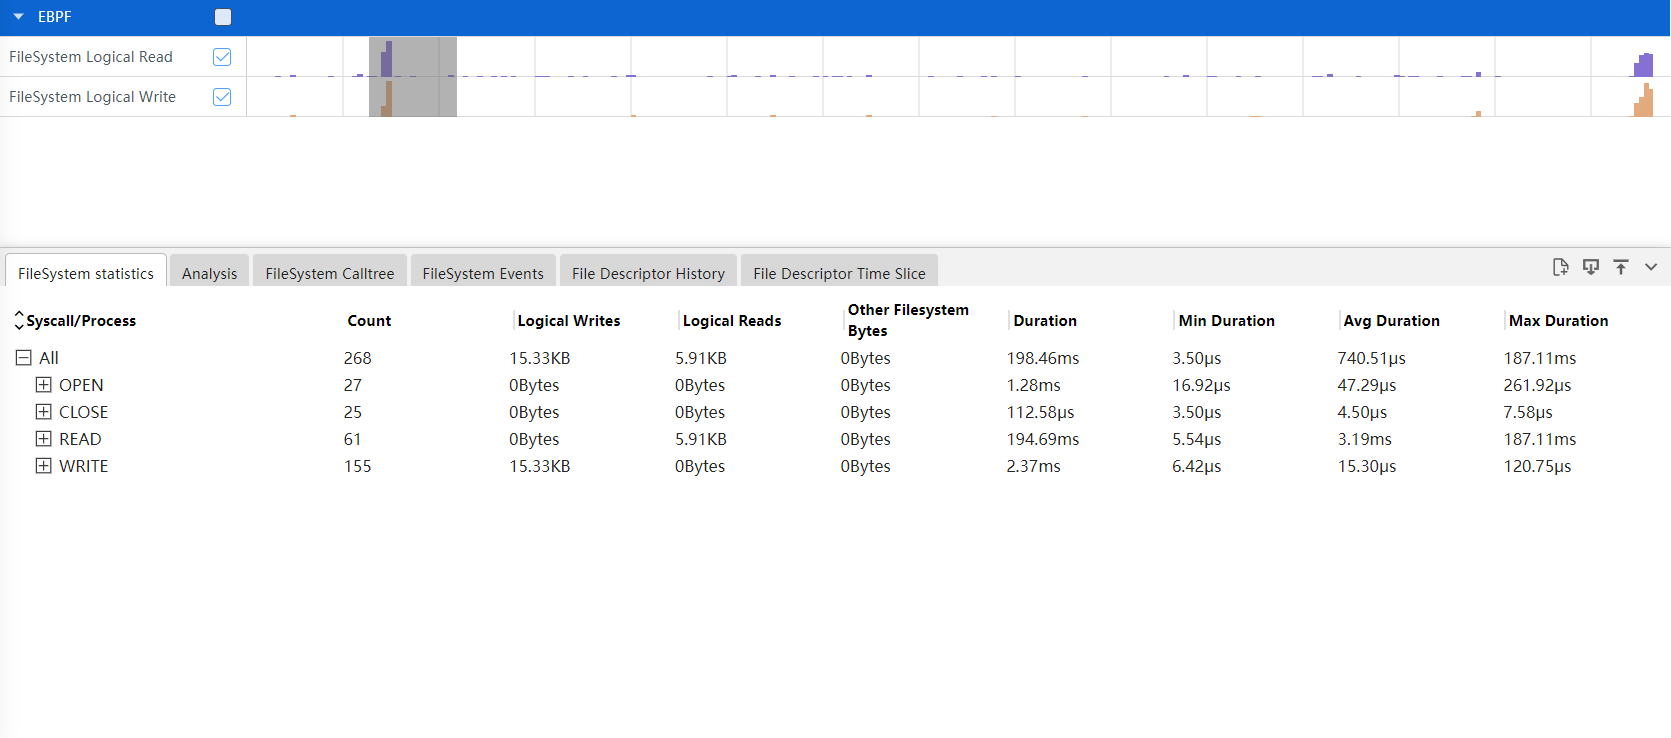 EBPF
FileSystem Logical Read
FileSystem Logical Write
FileSystem statistics Analysis FileSystem Calltree FileSystem Events File Descriptor History File Descriptor Time Slice
Syscall/Process Count Logical Writes Logical Reads Other Filesystem Bytes Duration Min Duration Avg Duration Max Duration
All 268 15.33KB 5.91KB 0Bytes 198.46ms 3.50μs 740.51μs 187.11ms
OPEN 27 0Bytes 0Bytes 0Bytes 1.28ms 16.92μs 47.29μs 261.92μs
CLOSE 25 0Bytes 0Bytes 0Bytes 112.58μs 3.50μs 4.50μs 7.58μs
READ 61 0Bytes 5.91KB 0Bytes 194.69ms 5.54μs 3.19ms 187.11ms
WRITE 155 15.33KB 0Bytes 0Bytes 2.37ms 6.42μs 15.30μs 120.75μs